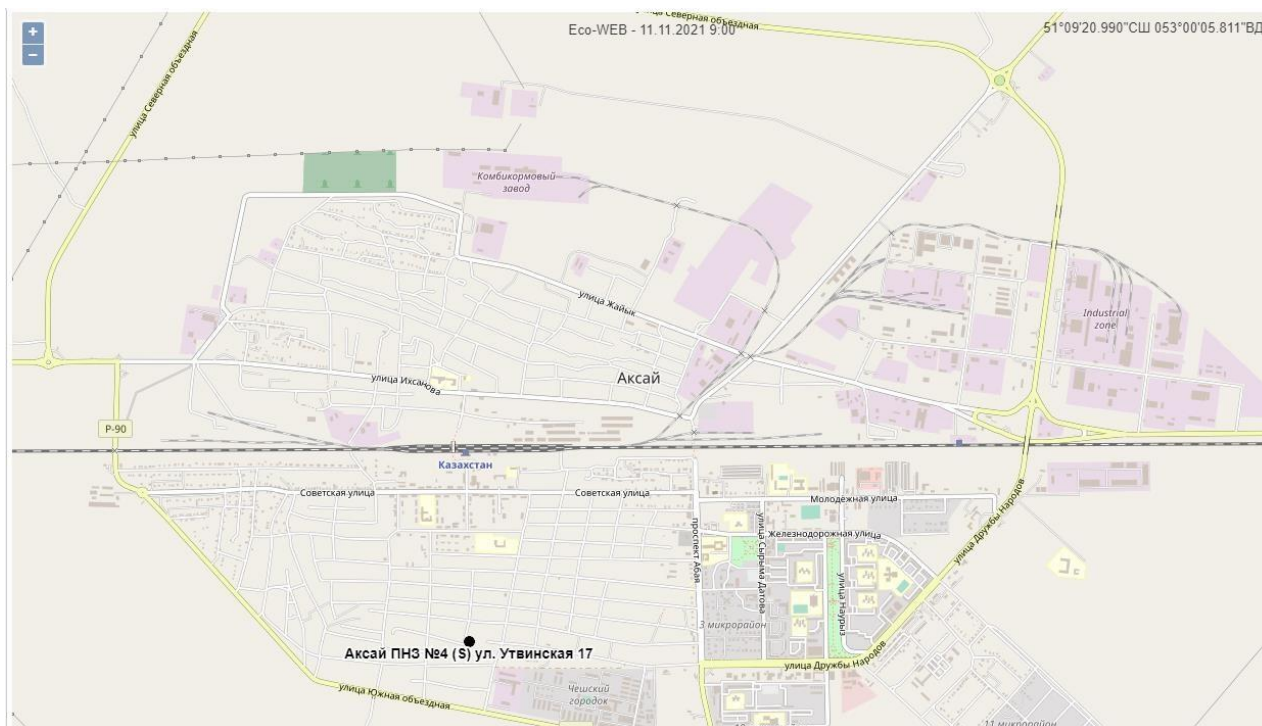 +
−
Eco-WEB - 11.11.2021 9:00
51°09'20.990"СШ 053°00'05.811"ВД
улица Северная объездная
улица Северная объездная
Комбикормовый
завод
улица Жайык
Industrial
zone
Аксай
улица Ихсанова
Р-90
Казахстан
Советская улица
Советская улица
Молодёжная улица
Железнодорожная улица
проспект Абая
улица Сырыма Датова
улица Наурыз
улица Дружбы Народов
3 микрорайон
Аксай ПНЗ №4 (S) ул. Утвинская 17
улица Дружбы Народов
улица Южная объездная
Чешский
городок
11 микрорайон